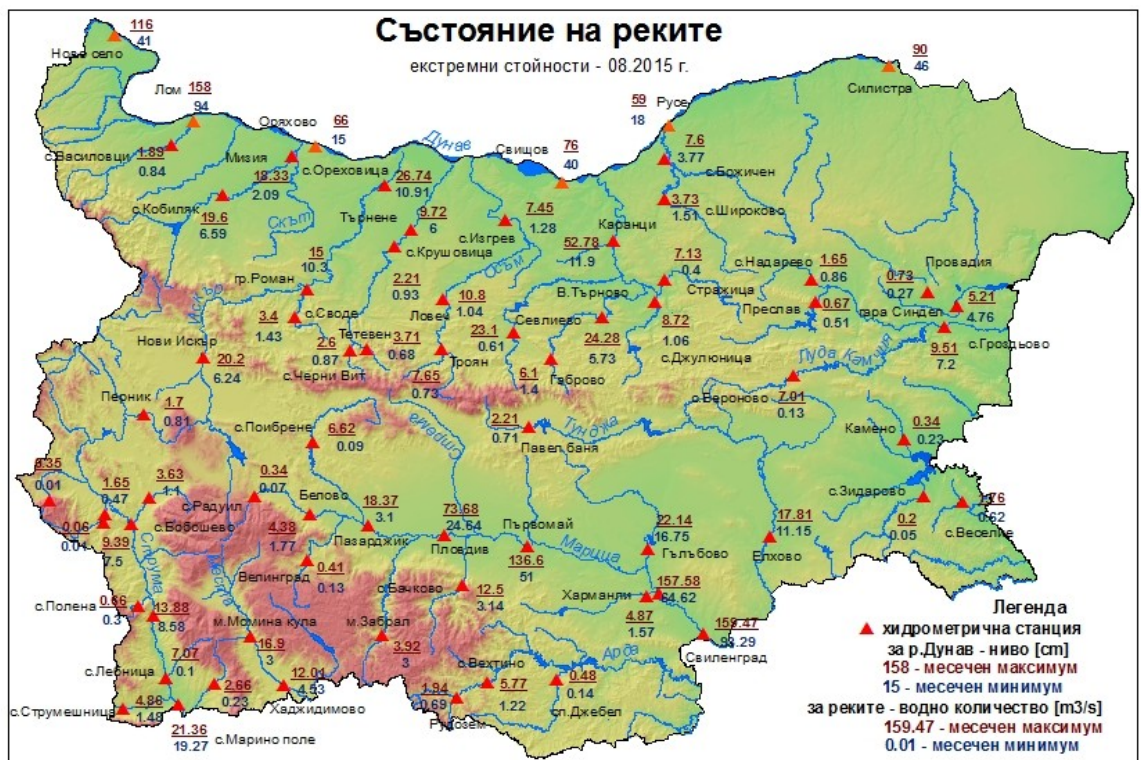 Състояние на реките
екстремни стойности - 08.2015 г.
116
41
Ново село
90
46
Силистра
Лом
158
94
Оряхово
66
15
Дунав
Свищов
76
40
59
18
Русе
с.Василовци
1.89
0.84
Мизия
18.33
2.09
с.Ореховица
26.74
10.91
7.6
3.77
с.Божичен
с.Кобиляк
19.6
6.59
Скът
Търнене
9.72
6
с.Крушовица
7.45
1.28
с.Изгрев
Каранци
52.78
11.9
3.73
1.51
с.Широково
гр.Роман
15
10.3
Искър
Осъм
2.21
0.93
7.13
0.4
Стражица
с.Надарево
1.65
0.86
0.73
0.27
Провадия
5.21
4.76
3.4
1.43
с.Своде
Ловеч
10.8
1.04
В.Търново
Севлиево
23.1
0.61
24.28
5.73
8.72
1.06
с.Джулюница
Преслав
0.67
0.51
гара Синдел
9.51
7.2
с.Гроздьово
Нови Искър
20.2
6.24
2.6
0.87
Тетевен
3.71
0.68
с.Черни Вит
Троян
7.65
0.73
6.1
1.4
Габрово
Луда Камчия
с.Вероново
7.01
0.13
Перник
1.7
0.81
с.Поибрене
6.62
0.09
Стряма
2.21
0.71
Павел баня
Тунджа
Камено
0.34
0.23
0.35
0.01
1.65
0.47
3.63
1.1
с.Радуил
0.34
0.07
Белово
18.37
3.1
Пазарджик
73.68
24.64
Пловдив
Първомай
136.6
51
Марица
22.14
16.75
Гълъбово
17.81
11.15
Елхово
с.Зидарово
0.2
0.05
1.76
0.62
с.Веселие
0.06
0.04
с.Бобошево
9.39
7.5
Струма
Места
4.38
1.77
Велинград
0.41
0.13
с.Бачково
12.5
3.14
Харманли
4.87
1.57
157.58
64.62
159.47
93.29
Свиленград
с.Полена
0.66
0.3
13.88
8.58
м.Момина кула
16.9
3
м.Забрал
3.92
3
с.Лебница
7.07
0.1
2.66
0.23
12.01
4.53
Хаджидимово
с.Вехтино
5.77
1.22
Арда
0.48
0.14
сп.Джебел
1.94
0.69
Рудозем
с.Струмешница
4.86
1.48
21.36
19.27
с.Марино поле
Легенда
хидрометрична станция
за р.Дунав - ниво [cm]
158 - месечен максимум
15 - месечен минимум
за реките - водно количество [m3/s]
159.47 - месечен максимум
0.01 - месечен минимум